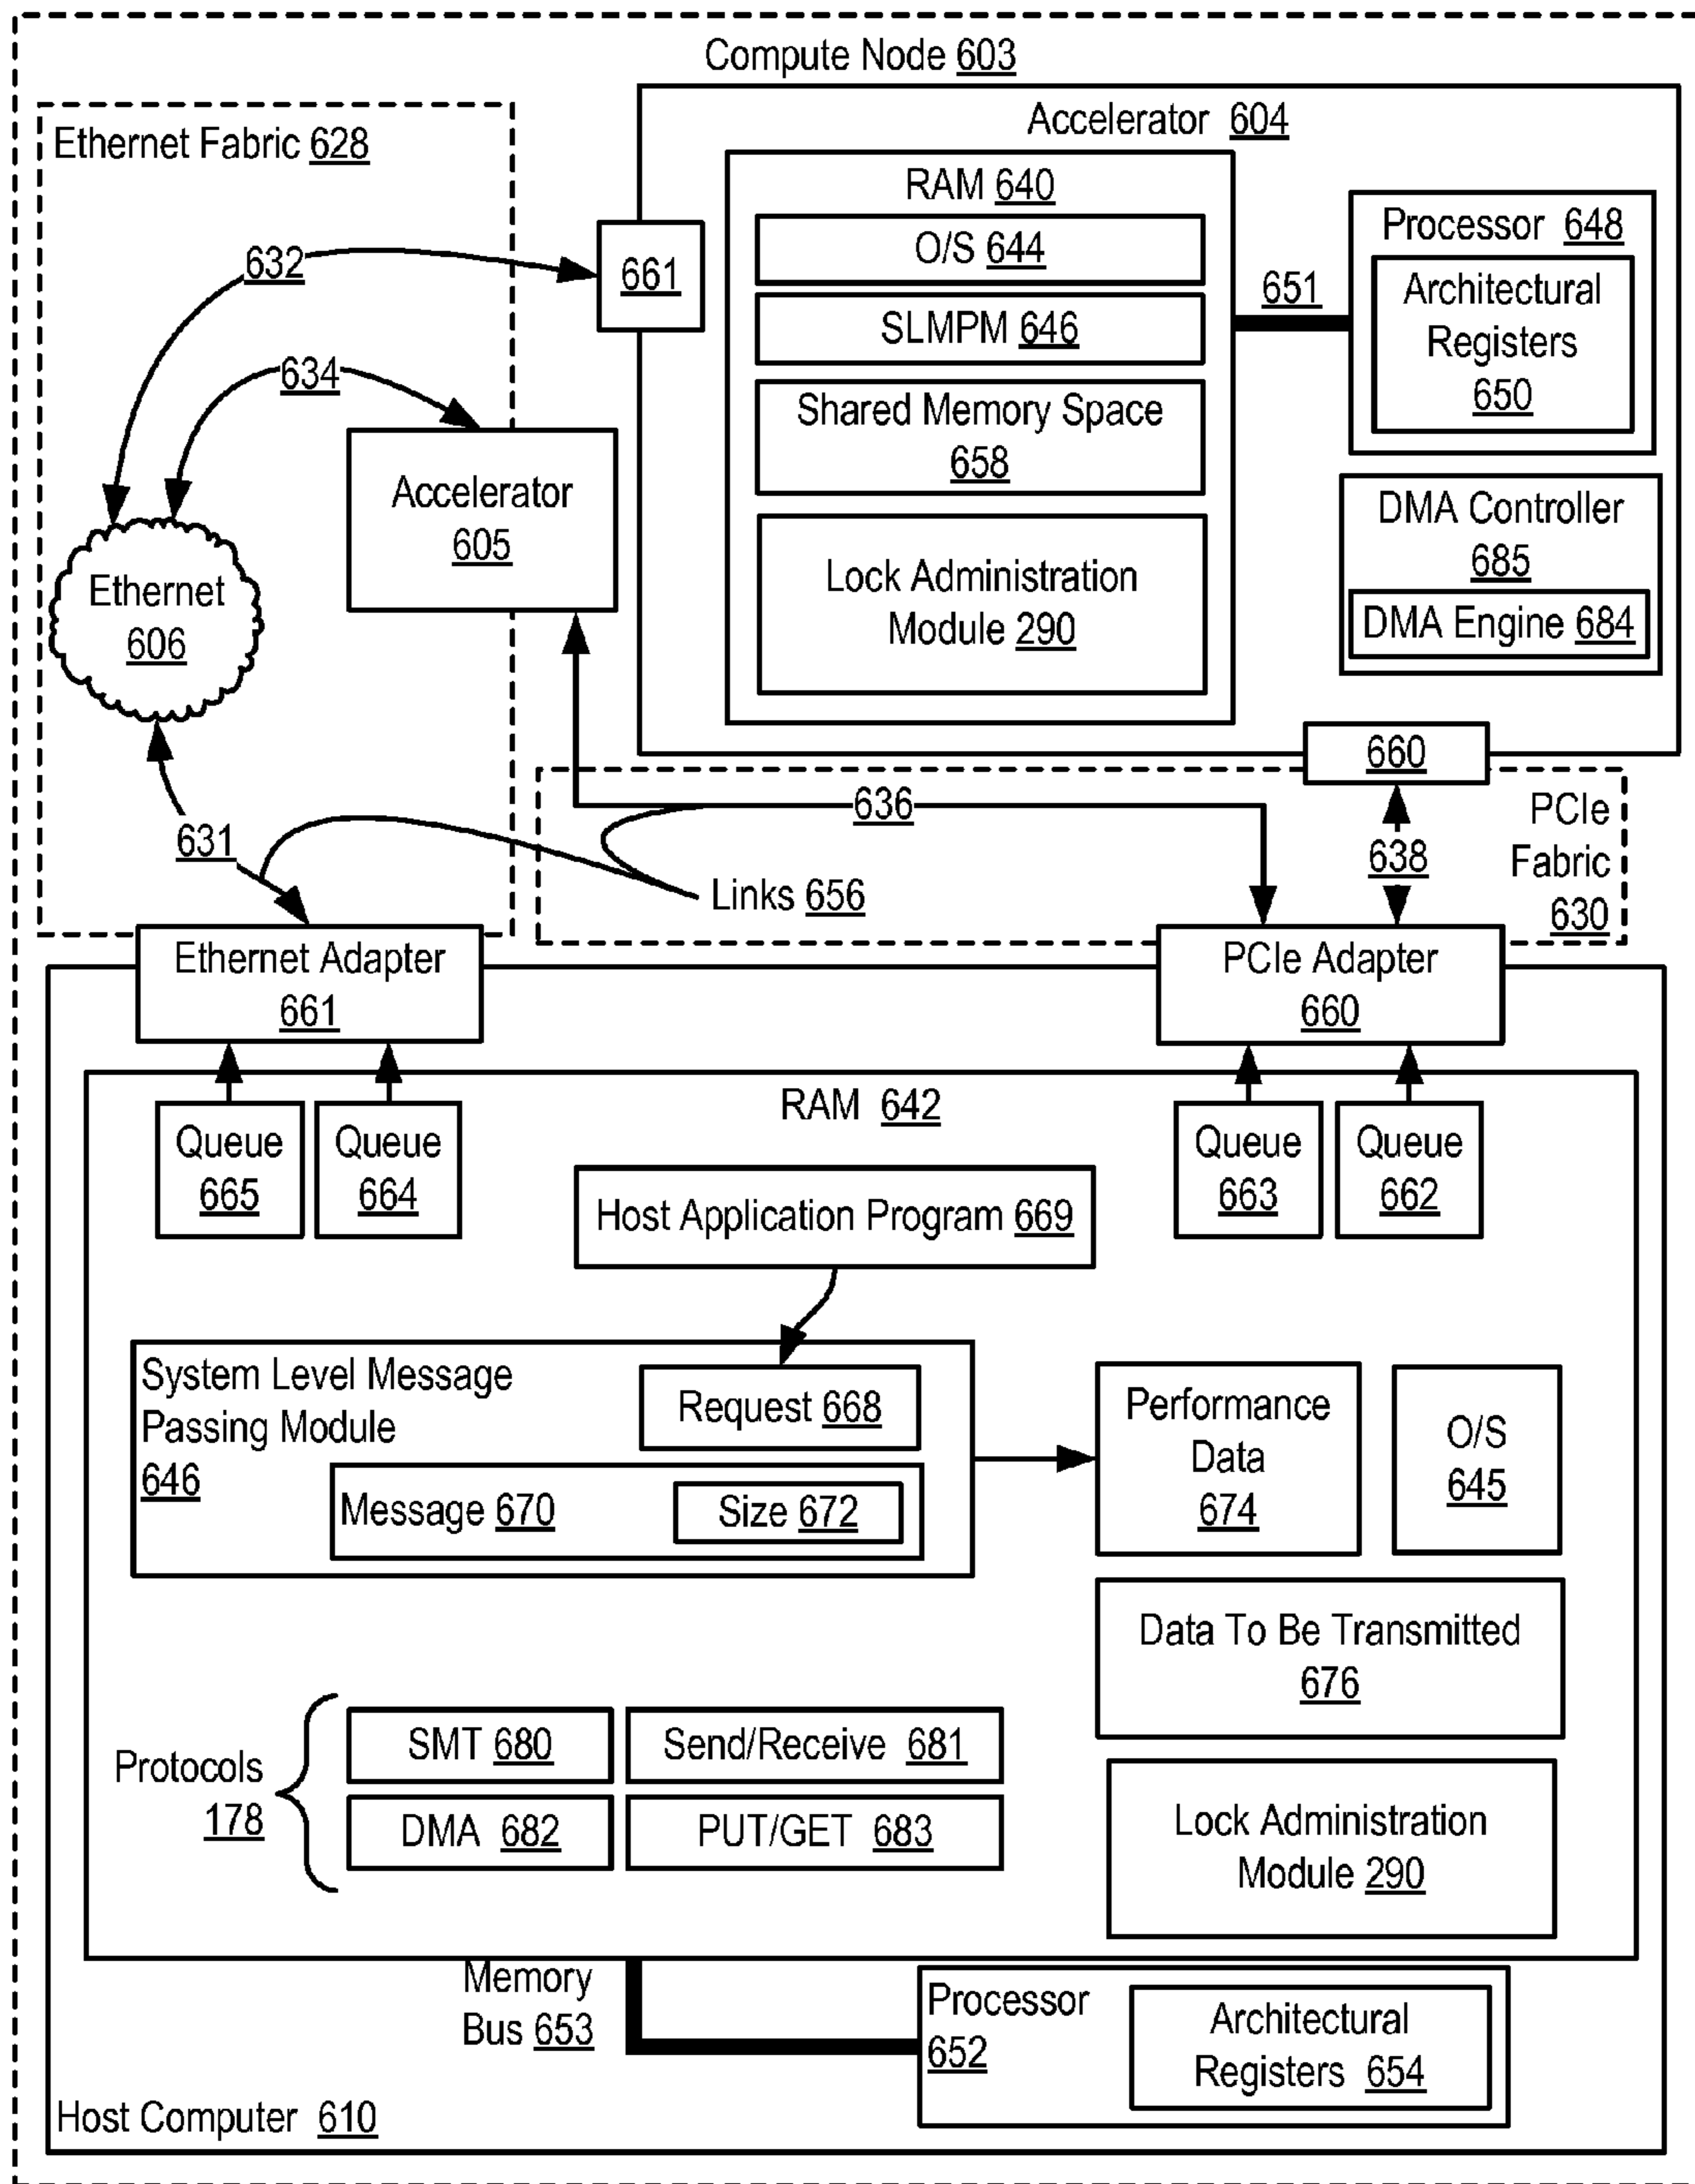 Compute Node 603
Ethernet Fabric 628
Accelerator 604
RAM 640
O/S 644
SLMPM 646
Shared Memory Space
658
Lock Administration
Module 290
651
Processor 648
Architectural
Registers
650
DMA Controller
685
DMA Engine 684
632
661
634
Accelerator
605
Ethernet
606
660
636
638
PCIe
Fabric
630
631
Links 656
Ethernet Adapter
661
PCIe Adapter
660
RAM 642
Queue
665
Queue
664
Queue
663
Queue
662
Host Application Program 669
System Level Message
Passing Module
646
Request 668
Message 670
Size 672
Performance
Data
674
O/S
645
Data To Be Transmitted
676
Protocols
178
SMT 680
Send/Receive 681
DMA 682
PUT/GET 683
Lock Administration
Module 290
Memory
Bus 653
Processor
652
Architectural
Registers 654
Host Computer 610